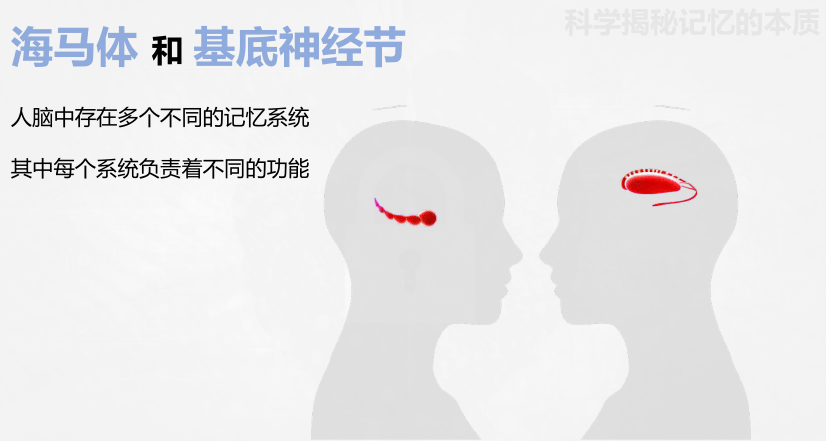 科学揭秘记忆的本质
海马体 和 基底神经节
人脑中存在多个不同的记忆系统
其中每个系统负责着不同的功能